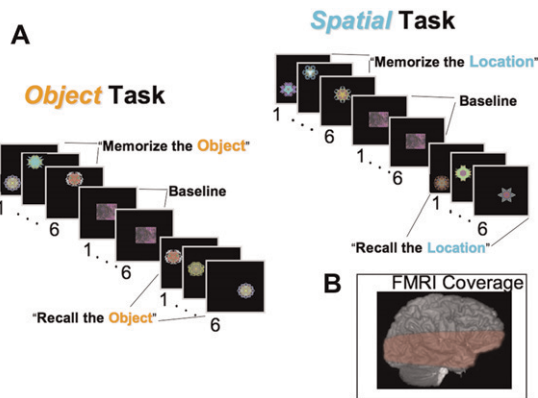 A
Object Task
"Memorize the Object"
Baseline
1
6
1
6
1
6
"Recall the Object"
Spatial Task
"Memorize the Location"
Baseline
1
6
1
6
1
6
"Recall the Location"
B
FMRI Coverage